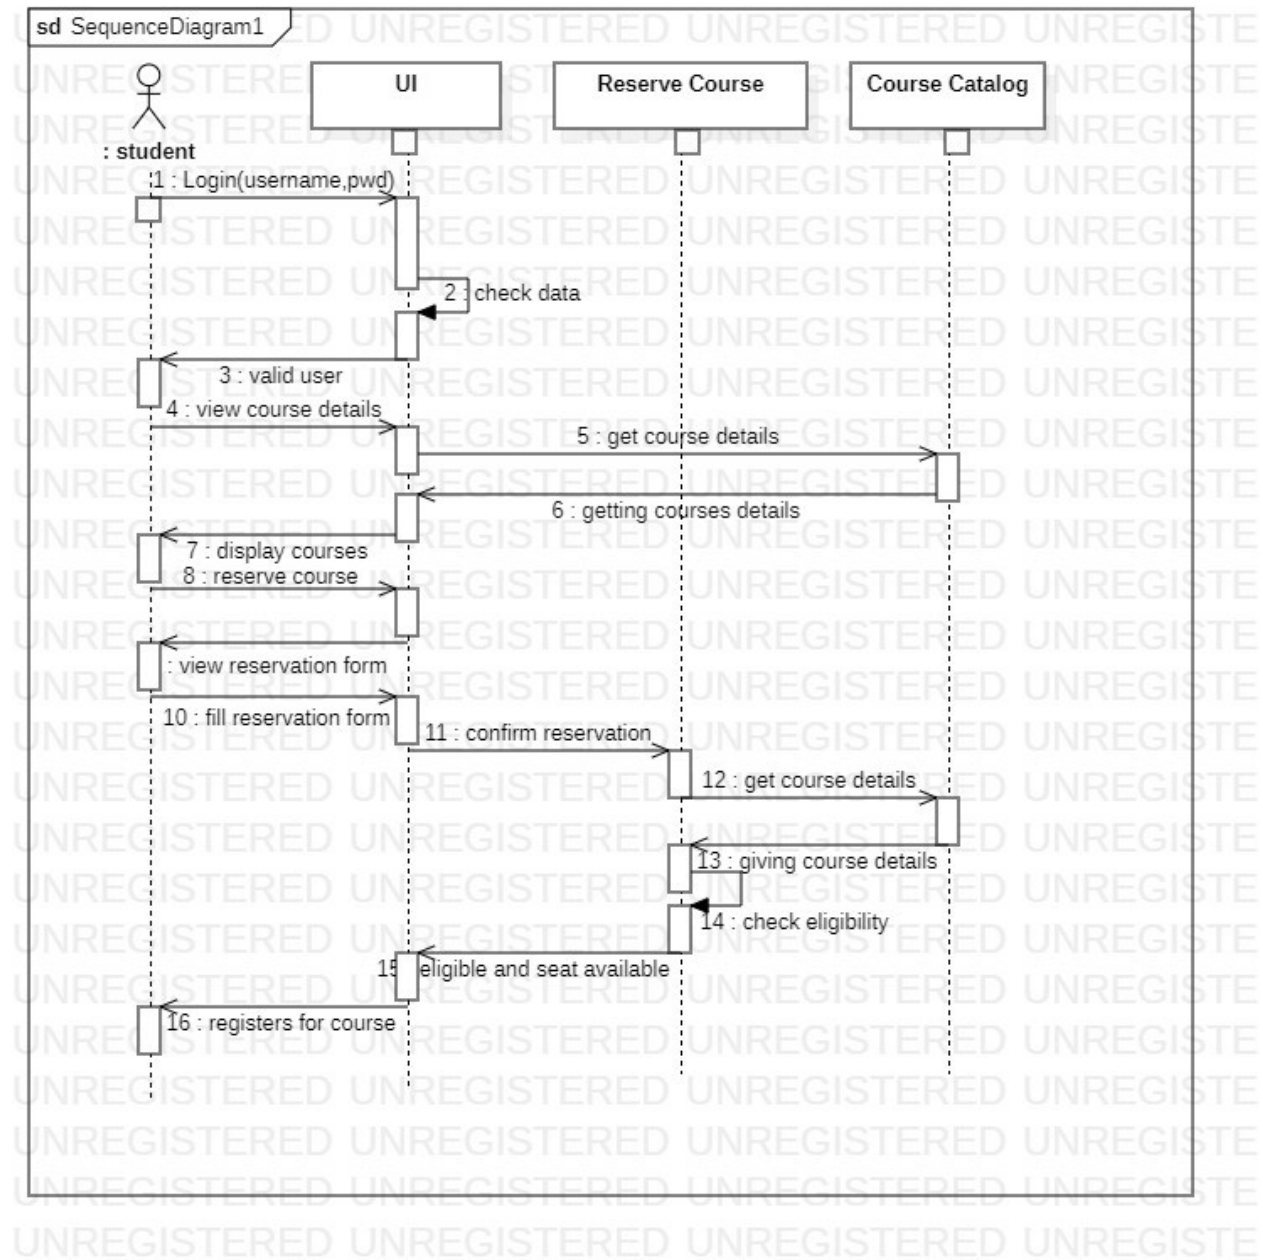 sd SequenceDiagram1
UI
Reserve Course
Course Catalog
: student
1 : Login(username,pwd)
2 : check data
3 : valid user
4 : view course details
5 : get course details
6 : getting courses details
7 : display courses
8 : reserve course
: view reservation form
10 : fill reservation form
11 : confirm reservation
12 : get course details
13 : giving course details
14 : check eligibility
15 eligible and seat available
16 : registers for course
UNREGISTERED